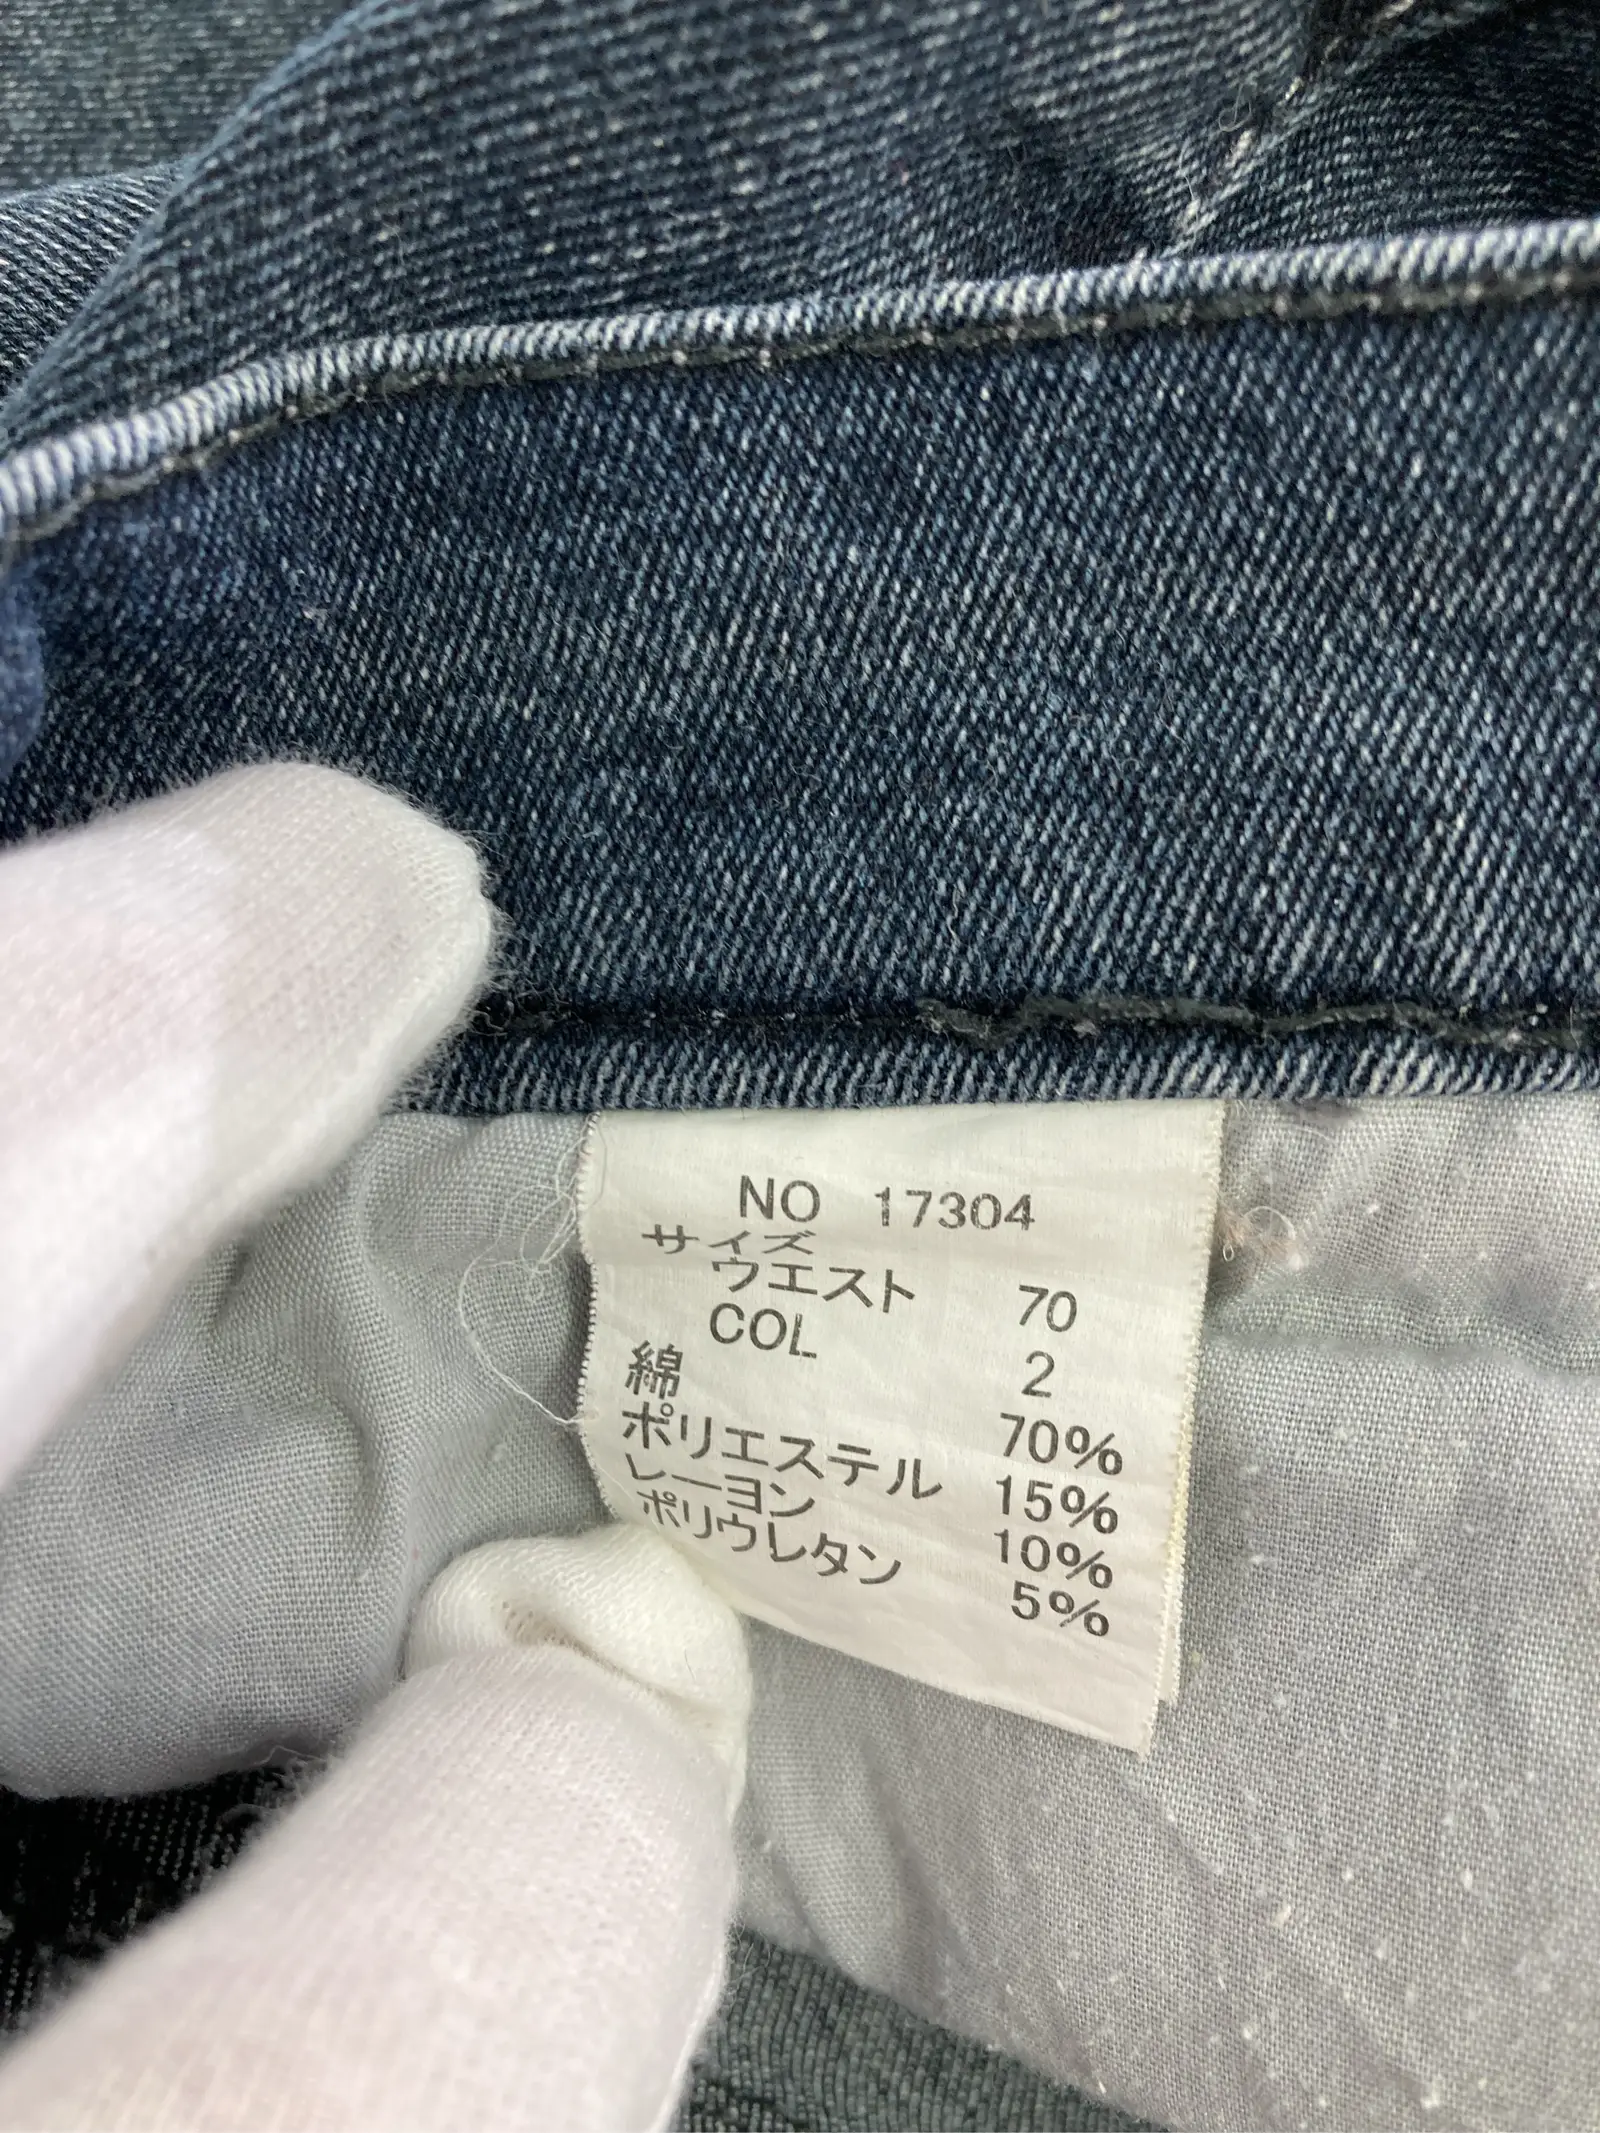 NO 17304
サイズ
ウエスト 70
COL 2
綿 70%
ポリエステル 15%
レーヨン 10%
ポリウレタン 5%